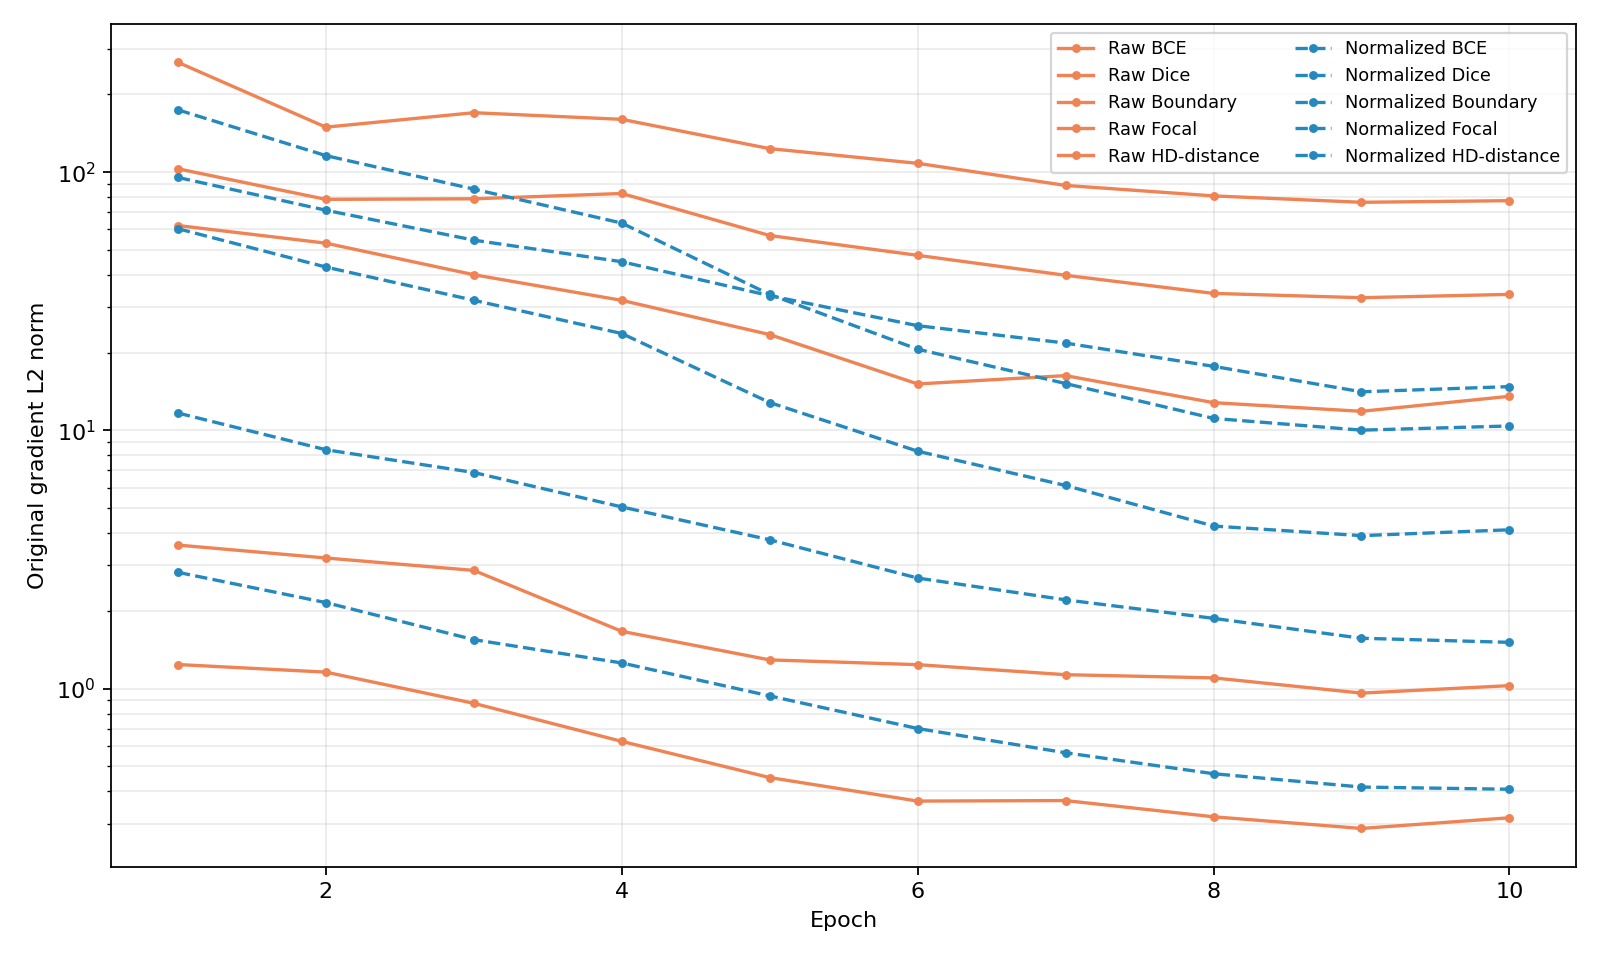 Raw BCE
Raw Dice
Raw Boundary
Raw Focal
Raw HD-distance
Normalized BCE
Normalized Dice
Normalized Boundary
Normalized Focal
Normalized HD-distance
Original gradient L2 norm
10²
10¹
10⁰
2 4 6 8 10
Epoch